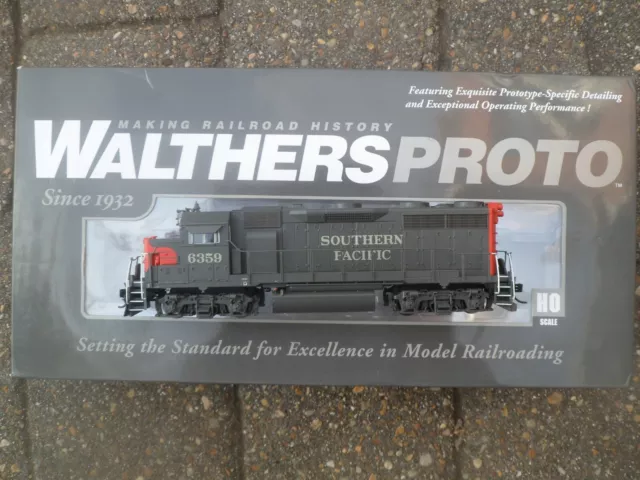 Featuring Exquisite Prototype-Specific Detailing
and Exceptional Operating Performance!
MAKING RAILROAD HISTORY
WALTHERSPROTO™
Since 1932
6359
SOUTHERN
PACIFIC
HO
SCALE
Setting the Standard for Excellence in Model Railroading